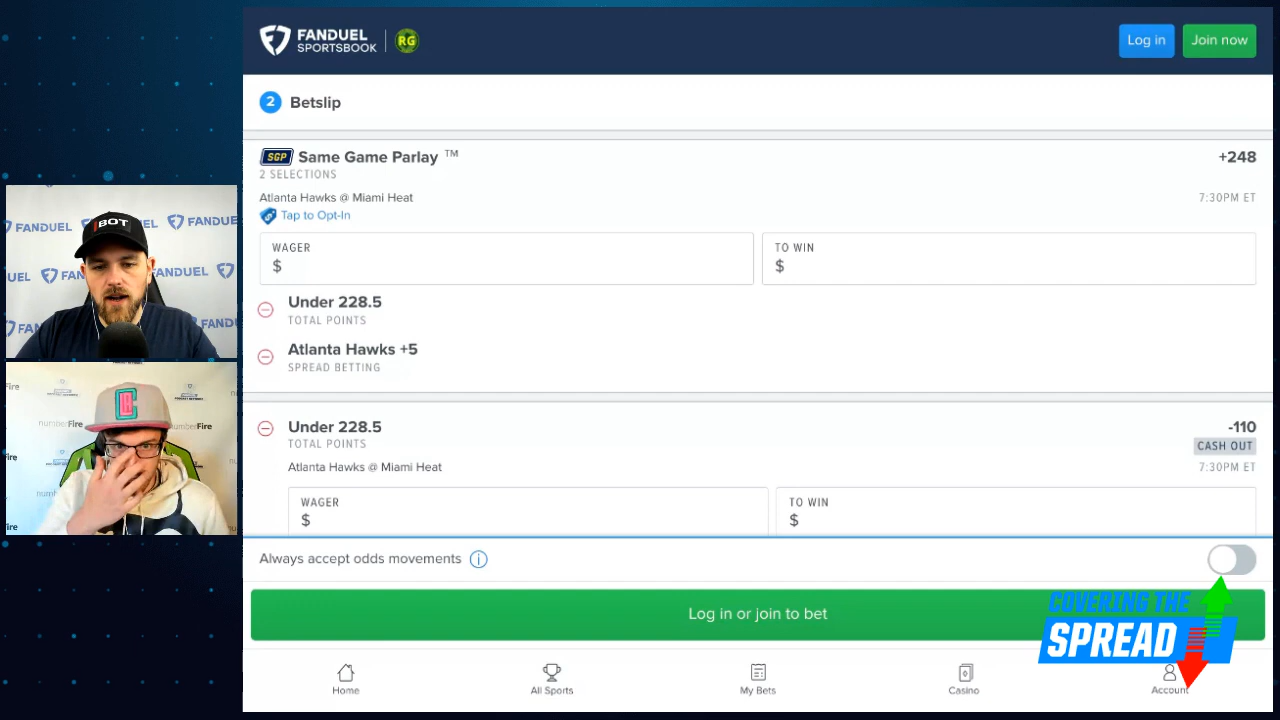 FANDUEL
SPORTSBOOK
RG
Log in
Join now
2
Betslip
SGP Same Game Parlay ™
+248
2 SELECTIONS
Atlanta Hawks @ Miami Heat
7:30PM ET
Tap to Opt-In
WAGER
$
TO WIN
$
Under 228.5
TOTAL POINTS
Atlanta Hawks +5
SPREAD BETTING
Under 228.5
-110
TOTAL POINTS
CASH OUT
Atlanta Hawks @ Miami Heat
7:30PM ET
WAGER
$
TO WIN
$
Always accept odds movements
Log in or join to bet
Home
All Sports
My Bets
Casino
Account
COVERING THE
SPREAD
BOT
FANDUEL
FANDUEL
numberFire
numberFire